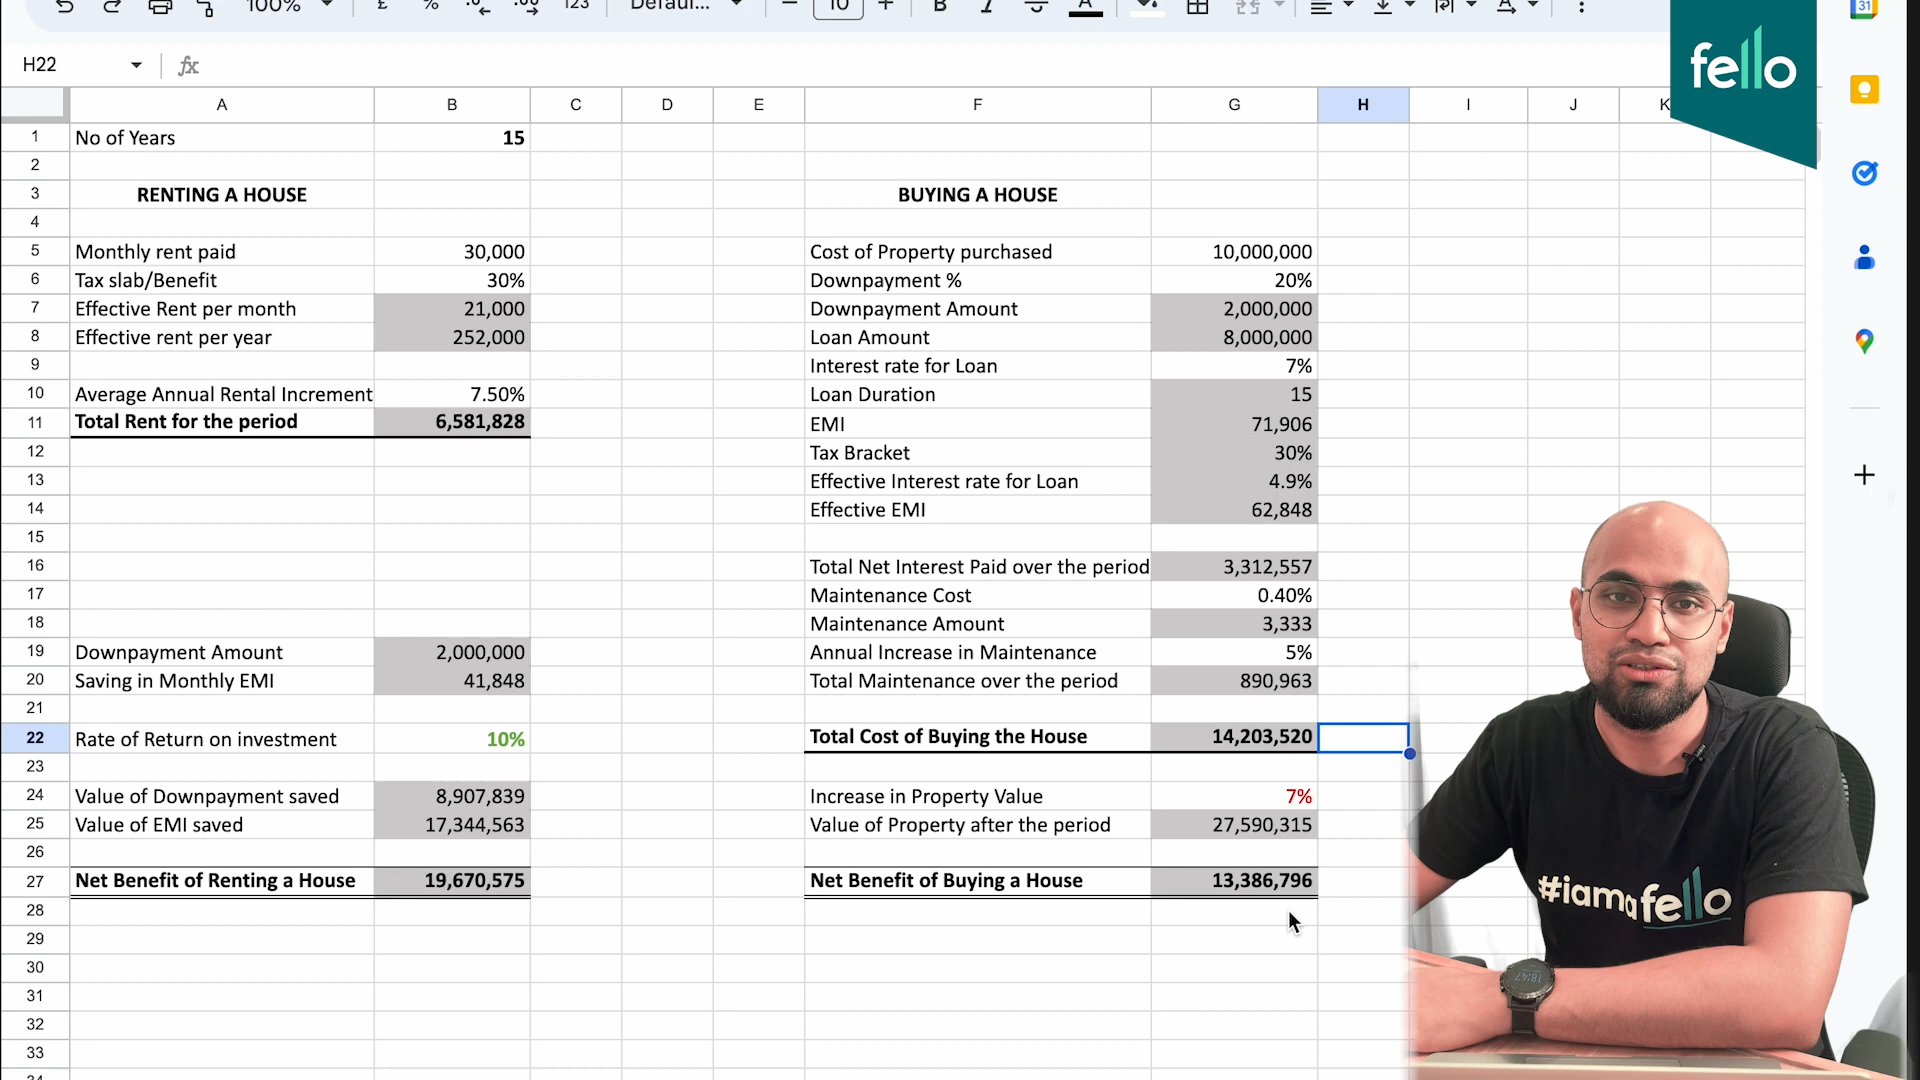 100% £ % .0 .00 123 Defaul... 10 B I A
31
fello
H22 fx
A B C D E F G H I J K
1 No of Years 15
2
3 RENTING A HOUSE BUYING A HOUSE
4
5 Monthly rent paid 30,000 Cost of Property purchased 10,000,000
6 Tax slab/Benefit 30% Downpayment % 20%
7 Effective Rent per month 21,000 Downpayment Amount 2,000,000
8 Effective rent per year 252,000 Loan Amount 8,000,000
9 Interest rate for Loan 7%
10 Average Annual Rental Increment 7.50% Loan Duration 15
11 Total Rent for the period 6,581,828 EMI 71,906
12 Tax Bracket 30%
13 Effective Interest rate for Loan 4.9%
14 Effective EMI 62,848
15
16 Total Net Interest Paid over the period 3,312,557
17 Maintenance Cost 0.40%
18 Maintenance Amount 3,333
19 Downpayment Amount 2,000,000 Annual Increase in Maintenance 5%
20 Saving in Monthly EMI 41,848 Total Maintenance over the period 890,963
21
22 Rate of Return on investment 10% Total Cost of Buying the House 14,203,520
23
24 Value of Downpayment saved 8,907,839 Increase in Property Value 7%
25 Value of EMI saved 17,344,563 Value of Property after the period 27,590,315
26
27 Net Benefit of Renting a House 19,670,575 Net Benefit of Buying a House 13,386,796
28
29
30
31
32
33
34
#iamafello
18:47